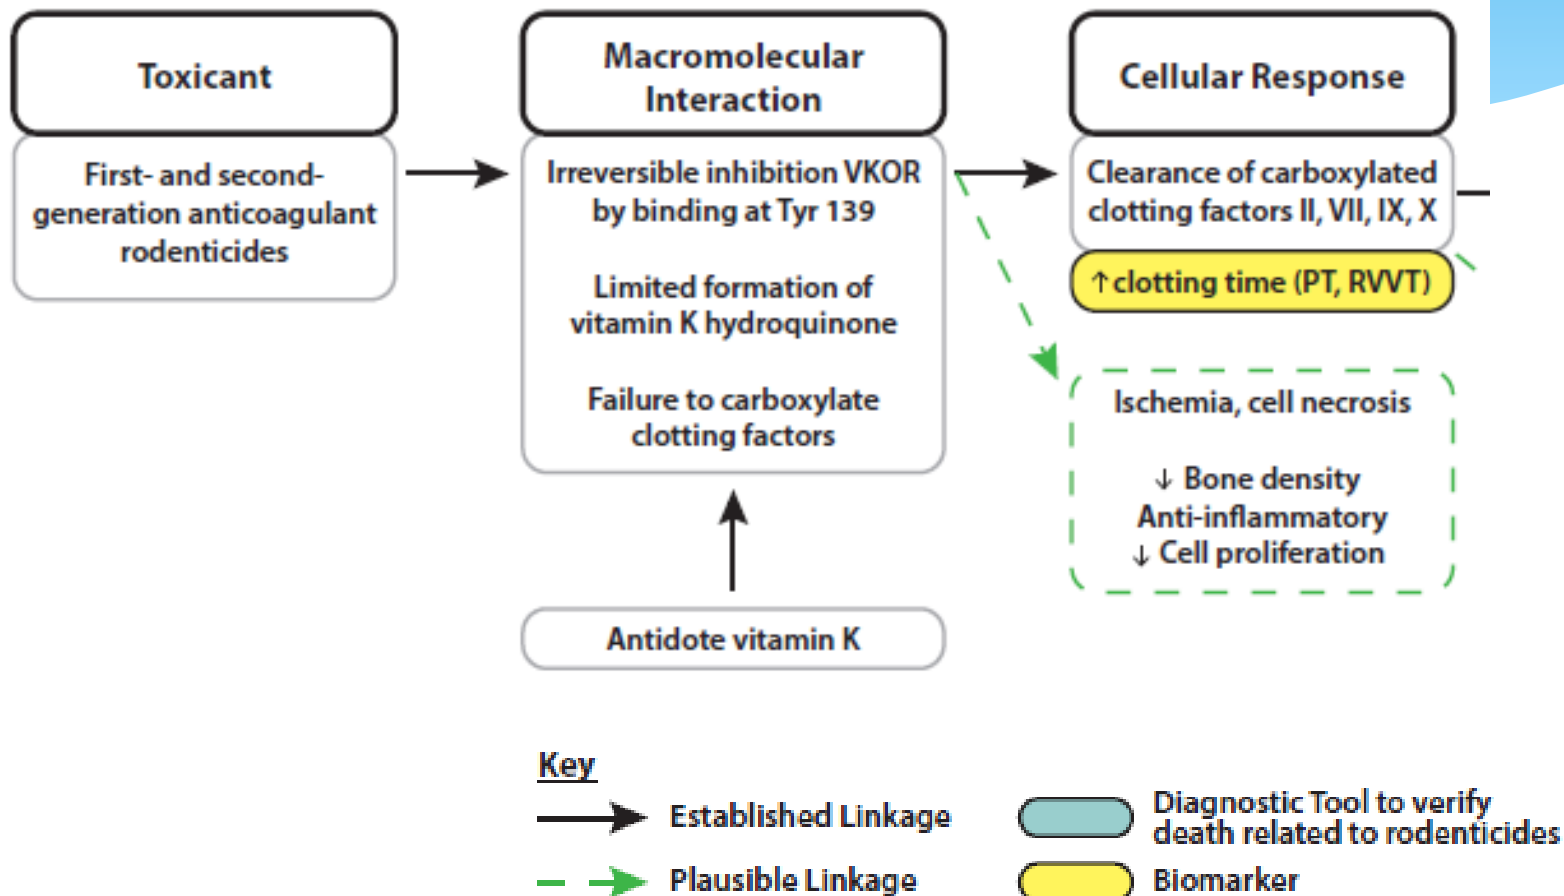 Toxicant
First- and second-
generation anticoagulant
rodenticides
Macromolecular
Interaction
Irreversible inhibition VKOR
by binding at Tyr 139
Limited formation of
vitamin K hydroquinone
Failure to carboxylate
clotting factors
Antidote vitamin K
Cellular Response
Clearance of carboxylated
clotting factors II, VII, IX, X
↑ clotting time (PT, RVVT)
Ischemia, cell necrosis
↓ Bone density
Anti-inflammatory
↓ Cell proliferation
Key
Established Linkage
Plausible Linkage
Diagnostic Tool to verify
death related to rodenticides
Biomarker